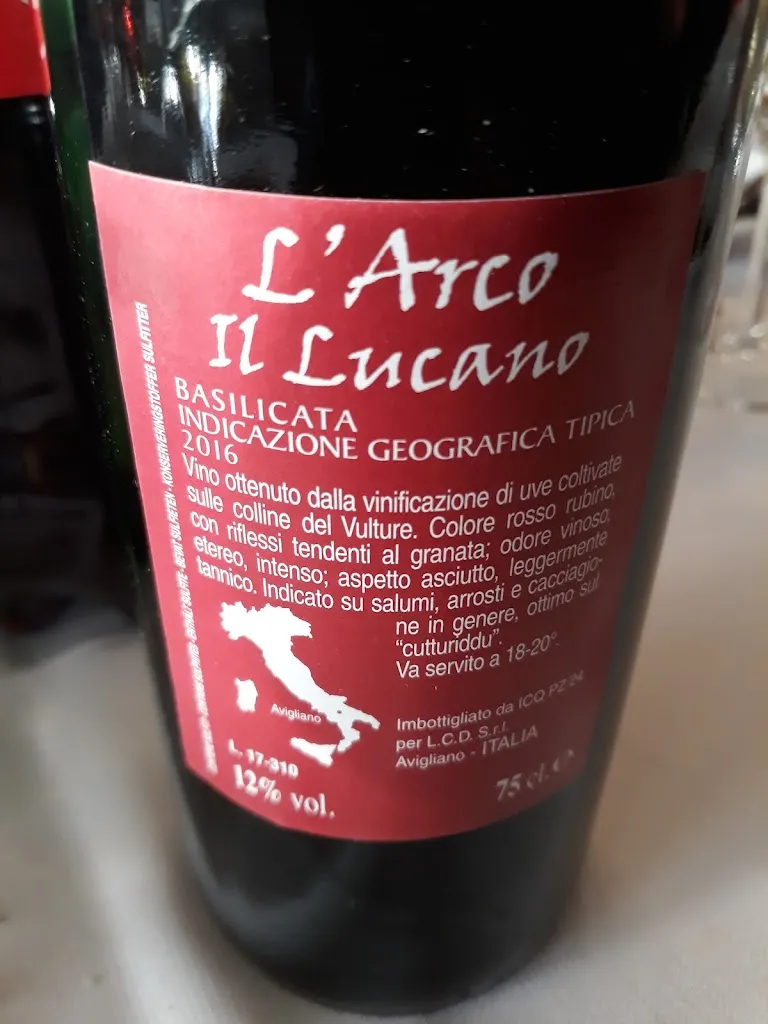 L'Arco
Il Lucano
BASILICATA
INDICAZIONE GEOGRAFICA TIPICA
2016
Vino ottenuto dalla vinificazione di uve coltivate
sulle colline del Vulture. Colore rosso rubino,
con riflessi tendenti al granata; odore vinoso,
etereo, intenso; aspetto asciutto, leggermente
tannico. Indicato su salumi, arrosti e cacciagio-
ne in genere, ottimo sul
"cutturiddu".
Va servito a 18-20°.
Avigliano
Imbottigliato da ICQ PZ 24
per L.C.D. S.r.l.
Avigliano - ITALIA
L. 17-310
12% vol.
75 cl. e
KONSERVERINGSTOFFER SULFITTER